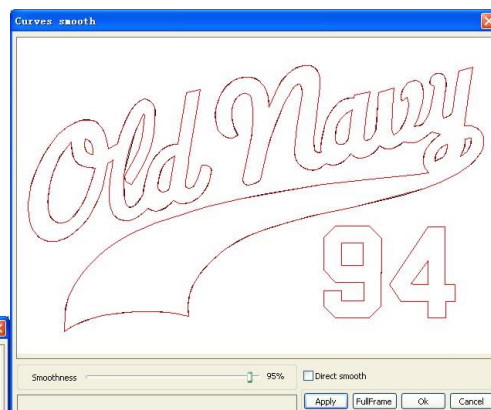 Curves smooth
Old Navy
94
Smoothness 95% Direct smooth
Apply FullFrame Ok Cancel